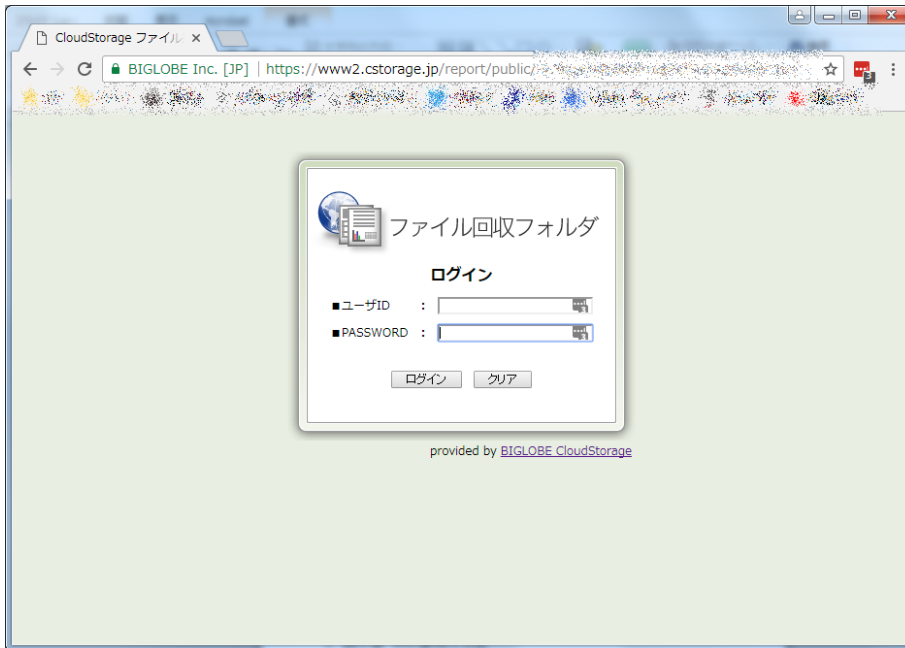 CloudStorage ファイル
BIGLOBE Inc. [JP] | https://www2.cstorage.jp/report/public/
3
ファイル回収フォルダ
ログイン
■ユーザID :
■PASSWORD :
ログイン クリア
provided by BIGLOBE CloudStorage